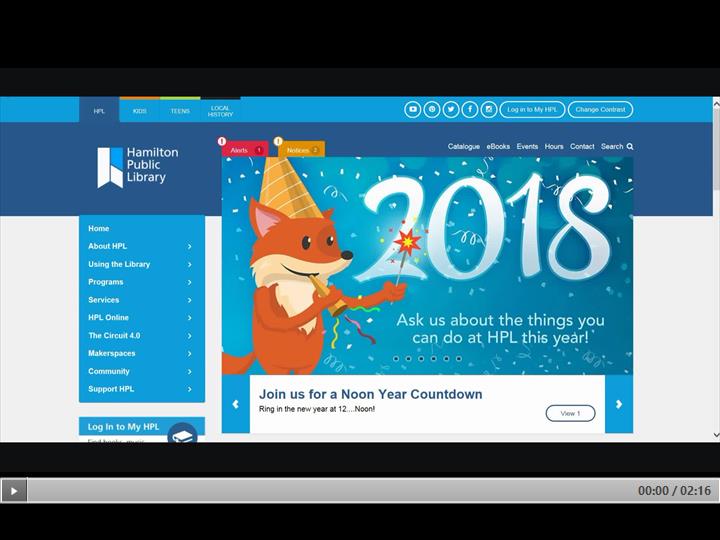 HPL
KIDS
TEENS
LOCAL
HISTORY
Log in to My HPL
Change Contrast
Hamilton
Public
Library
! Alerts 1
! Notices 2
Catalogue eBooks Events Hours Contact Search
2018
Ask us about the things you
can do at HPL this year!
Home
About HPL
Using the Library
Programs
Services
HPL Online
The Circuit 4.0
Makerspaces
Community
Support HPL
Join us for a Noon Year Countdown
Ring in the new year at 12....Noon!
View 1
Log In to My HPL
Find books, music,
00:00 / 02:16